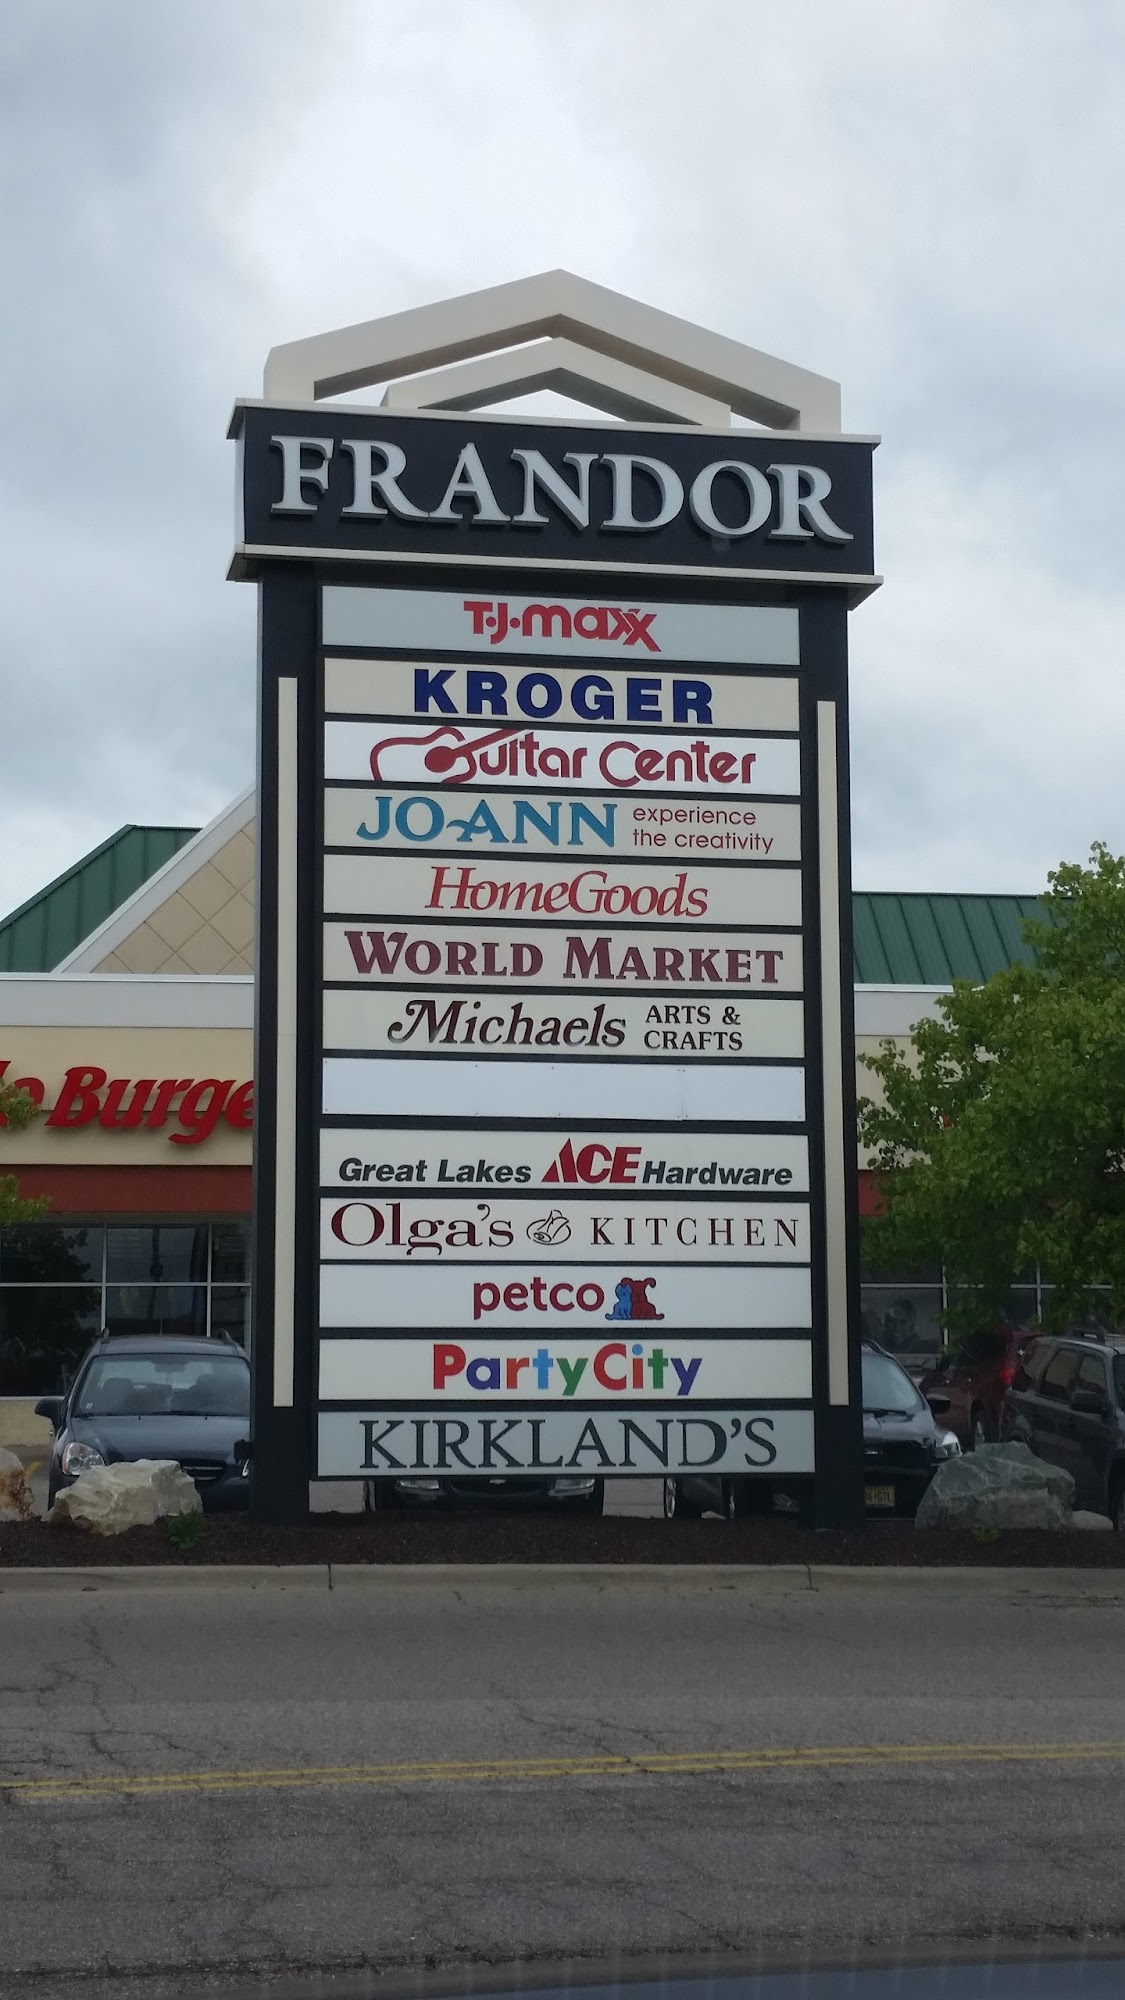 FRANDOR
T·J·maxx
KROGER
Guitar Center
JO-ANN experience
the creativity
HomeGoods
WORLD MARKET
Michaels ARTS &
CRAFTS
Burge
Great Lakes ACE Hardware
Olga's KITCHEN
petco
PartyCity
KIRKLAND'S